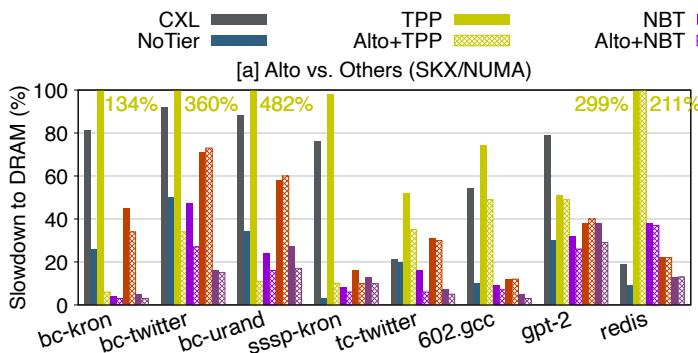 CXL TPP NBT
NoTier Alto+TPP Alto+NBT
[a] Alto vs. Others (SKX/NUMA)
Slowdown to DRAM (%)
100
80
60
40
20
0
134% 360% 482% 299% 211%
bc-kron bc-twitter bc-urand sssp-kron tc-twitter 602.gcc gpt-2 redis